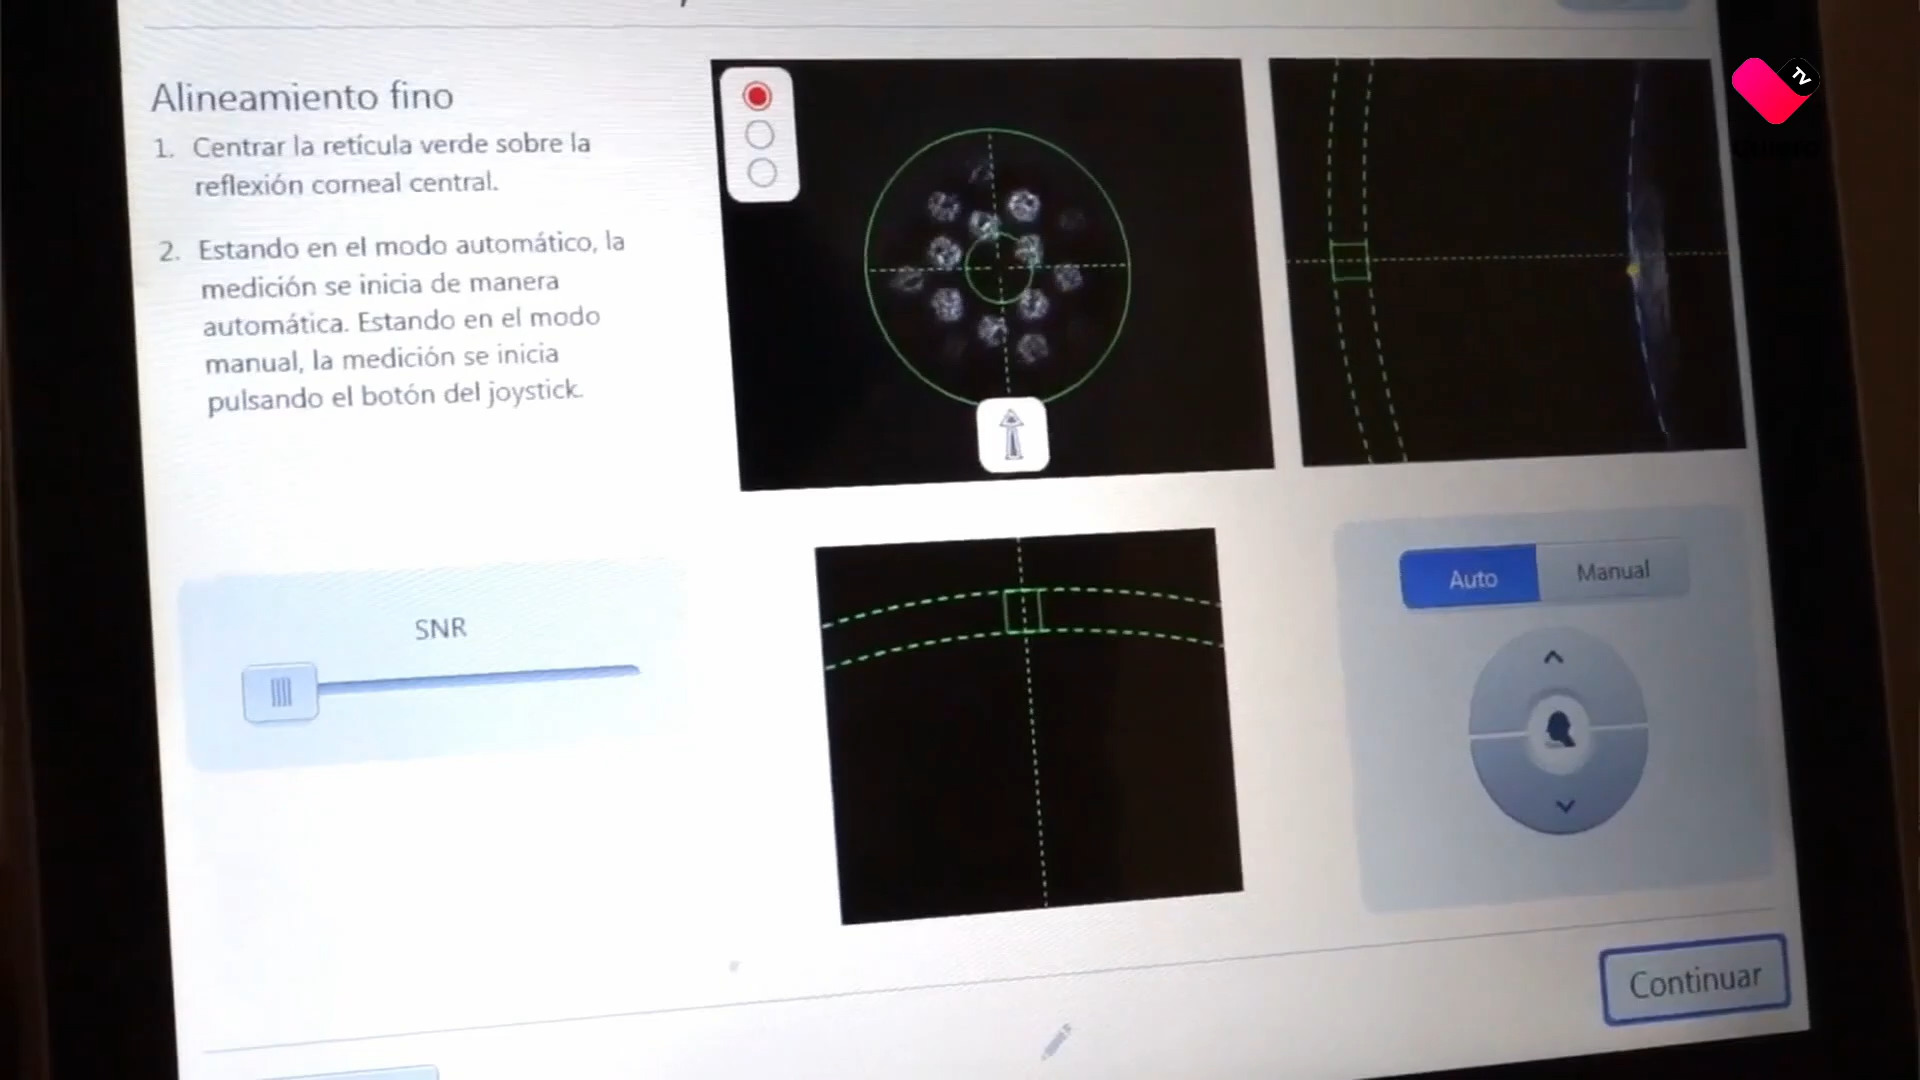 Alineamiento fino
1. Centrar la retícula verde sobre la
reflexión corneal central.
2. Estando en el modo automático, la
medición se inicia de manera
automática. Estando en el modo
manual, la medición se inicia
pulsando el botón del joystick.
SNR
Auto
Manual
Continuar
TV